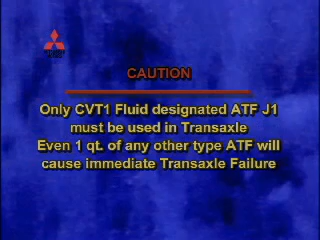 CAUTION
Only CVT1 Fluid designated ATF J1
must be used in Transaxle
Even 1 qt. of any other type ATF will
cause immediate Transaxle Failure